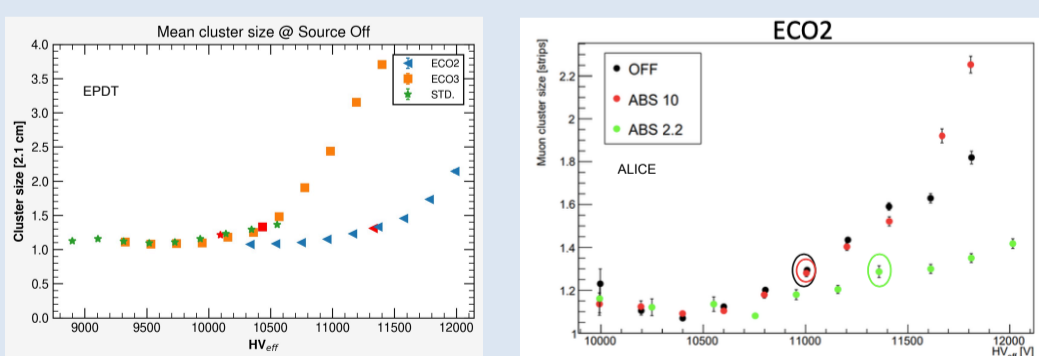 Mean cluster size @ Source Off
Cluster size [2.1 cm]
4.0
3.5
3.0
2.5
2.0
1.5
1.0
0.5
0.0
EPDT
ECO2
ECO3
STD.
9000 9500 10000 10500 11000 11500 12000
HVeff
ECO2
Muon cluster size [strips]
2.2
2
1.8
1.6
1.4
1.2
1
OFF
ABS 10
ABS 2.2
ALICE
10000 10500 11000 11500 12000
HVeff [V]